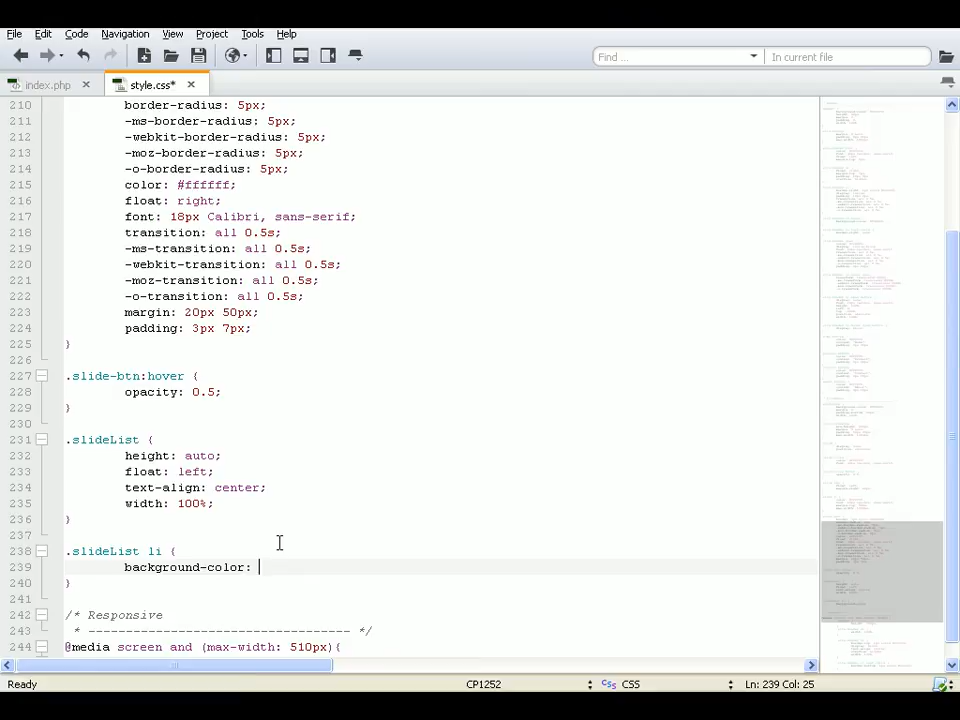 File Edit Code Navigation View Project Tools Help
Find ... In current file
index.php style.css*
210 border-radius: 5px;
211 -ms-border-radius: 5px;
212 -webkit-border-radius: 5px;
213 -moz-border-radius: 5px;
214 -o-border-radius: 5px;
215 color: #ffffff;
216 float: right;
217 font: 18px Calibri, sans-serif;
218 transition: all 0.5s;
219 -ms-transition: all 0.5s;
220 -webkit-transition: all 0.5s;
221 -moz-transition: all 0.5s;
222 -o-transition: all 0.5s;
223 margin: 20px 50px;
224 padding: 3px 7px;
225 }
226
227 .slide-btn:hover {
228 opacity: 0.5;
229 }
230
231 .slideList {
232 height: auto;
233 float: left;
234 text-align: center;
235 width: 100%;
236 }
237
238 .slideList li {
239 background-color:
240 }
241
242 /* Responsive
243 * ----------------------------------- */
244 @media screen and (max-width: 510px){
Ready CP1252 CSS Ln: 239 Col: 25